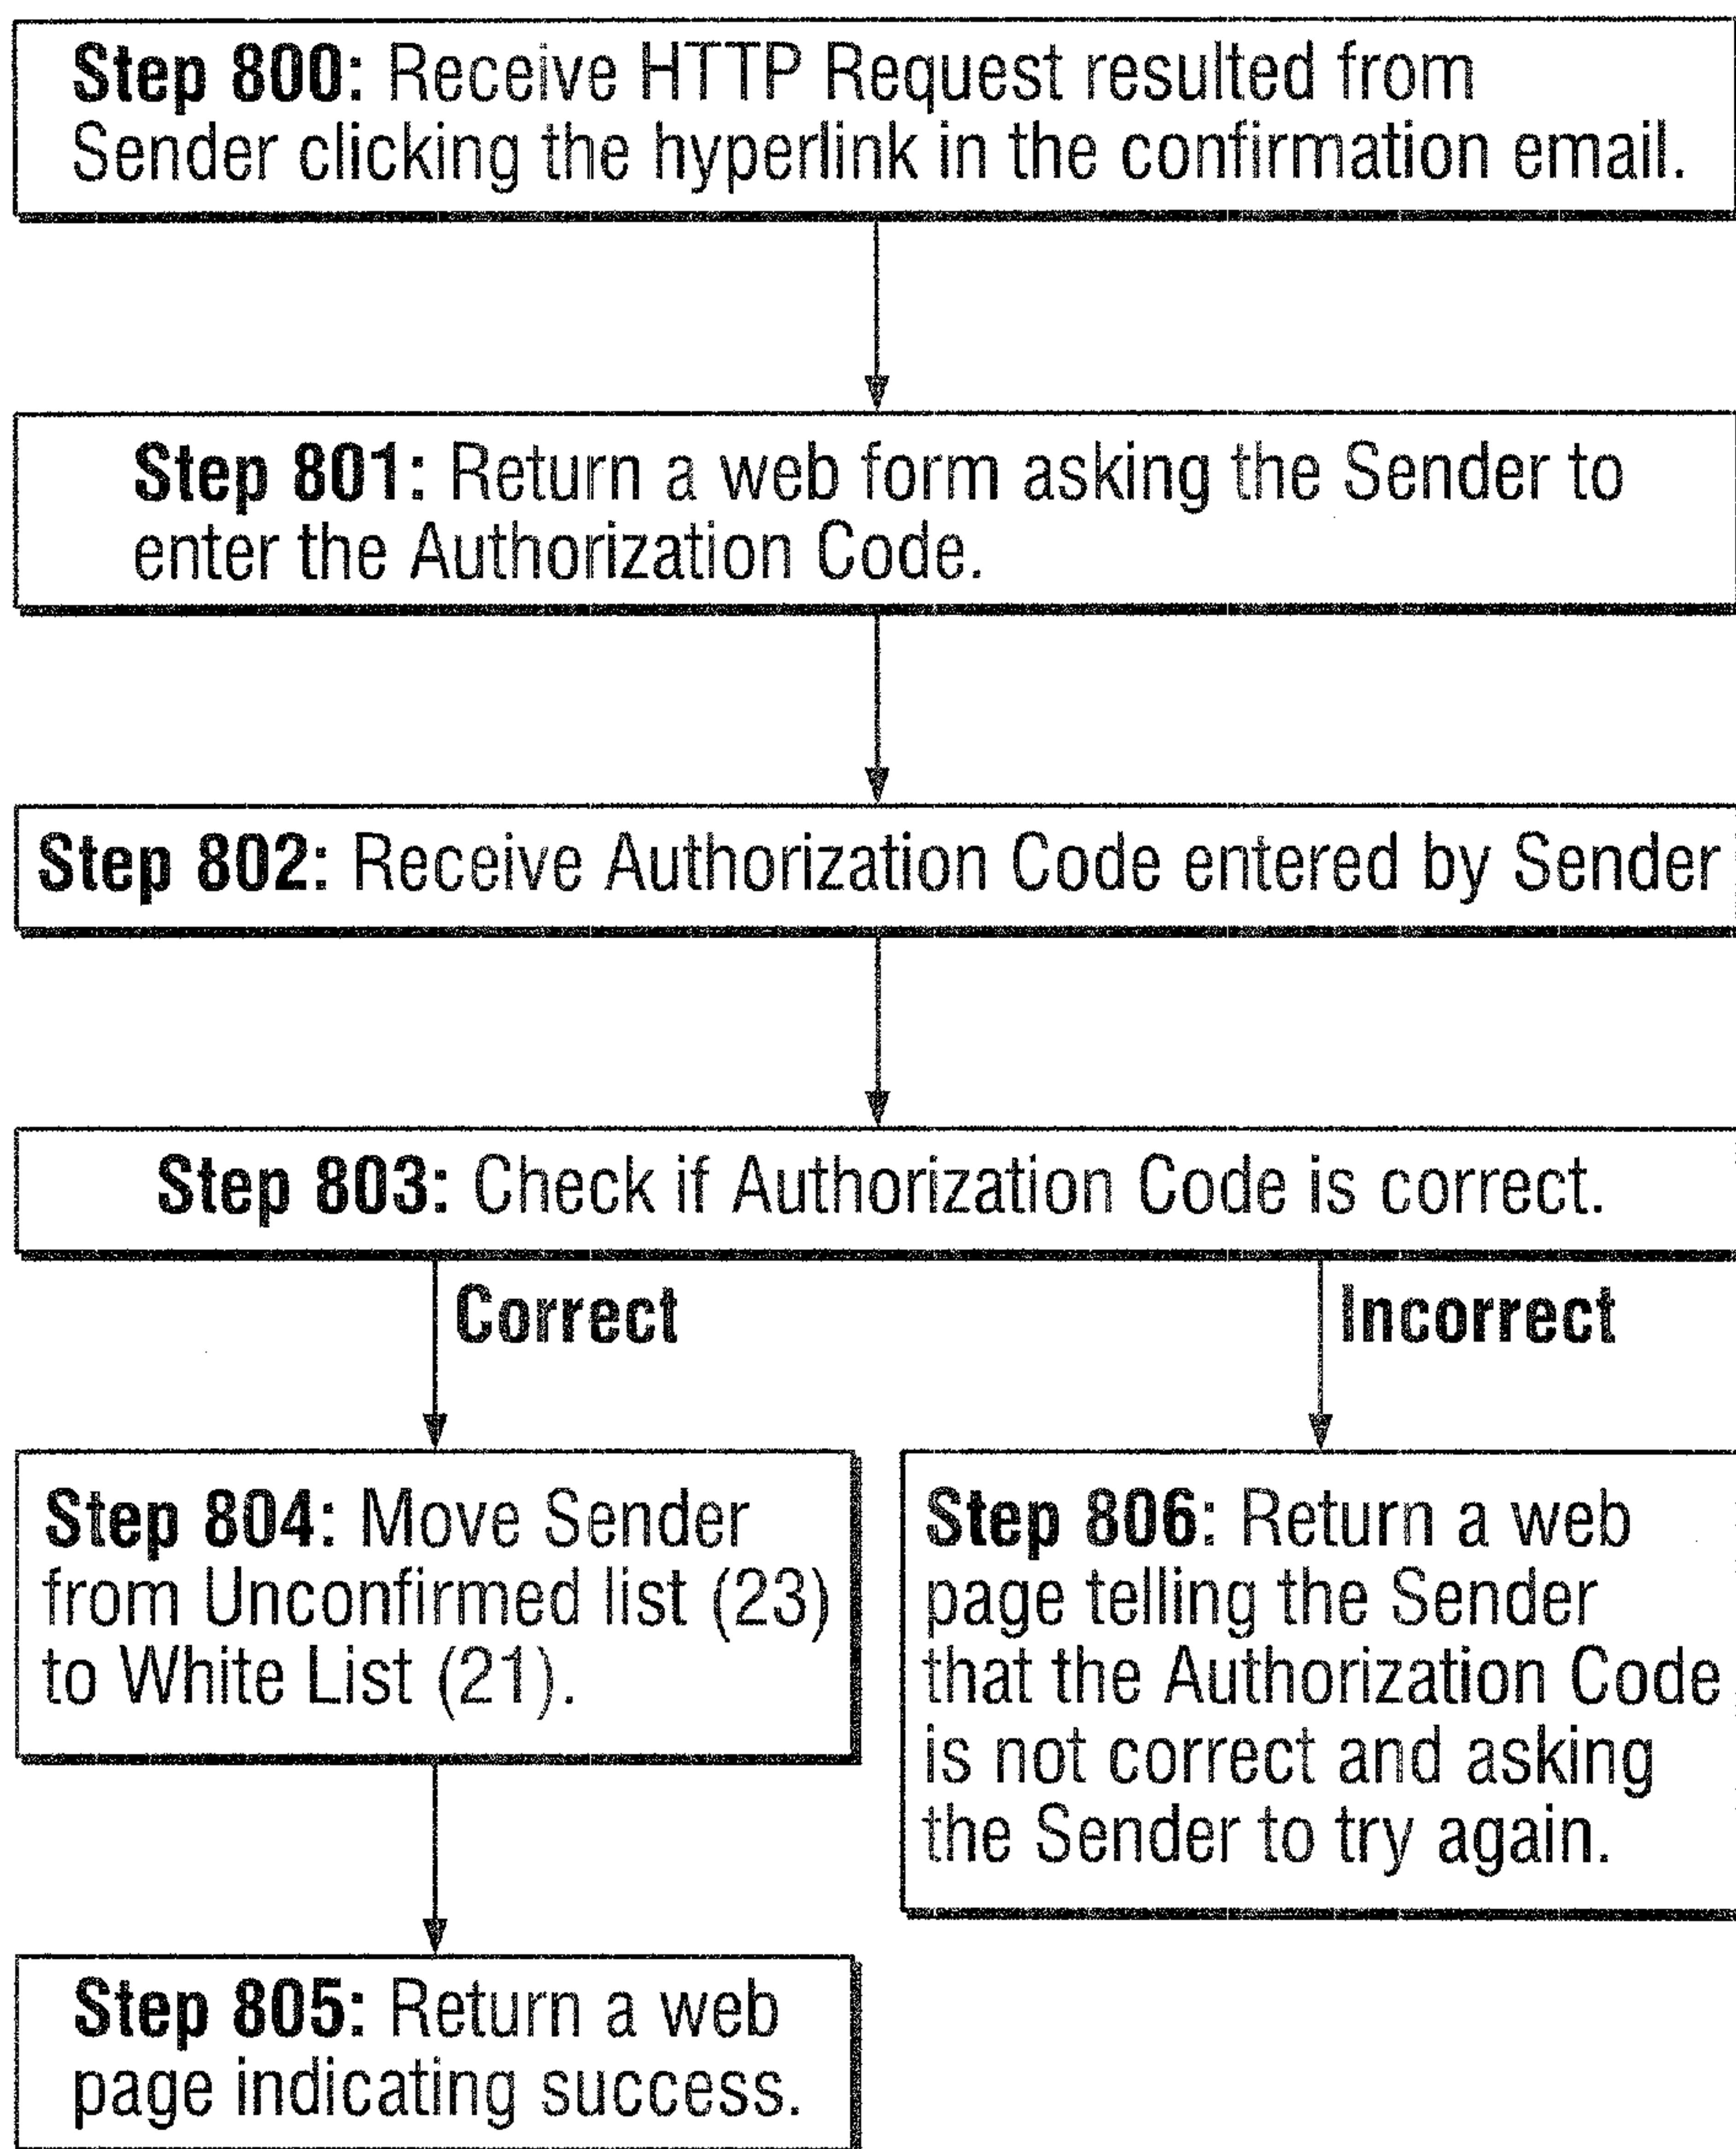 Step 800: Receive HTTP Request resulted from
Sender clicking the hyperlink in the confirmation email.
Step 801: Return a web form asking the Sender to
enter the Authorization Code.
Step 802: Receive Authorization Code entered by Sender
Step 803: Check if Authorization Code is correct.
Correct
Incorrect
Step 804: Move Sender
from Unconfirmed list (23)
to White List (21).
Step 806: Return a web
page telling the Sender
that the Authorization Code
is not correct and asking
the Sender to try again.
Step 805: Return a web
page indicating success.